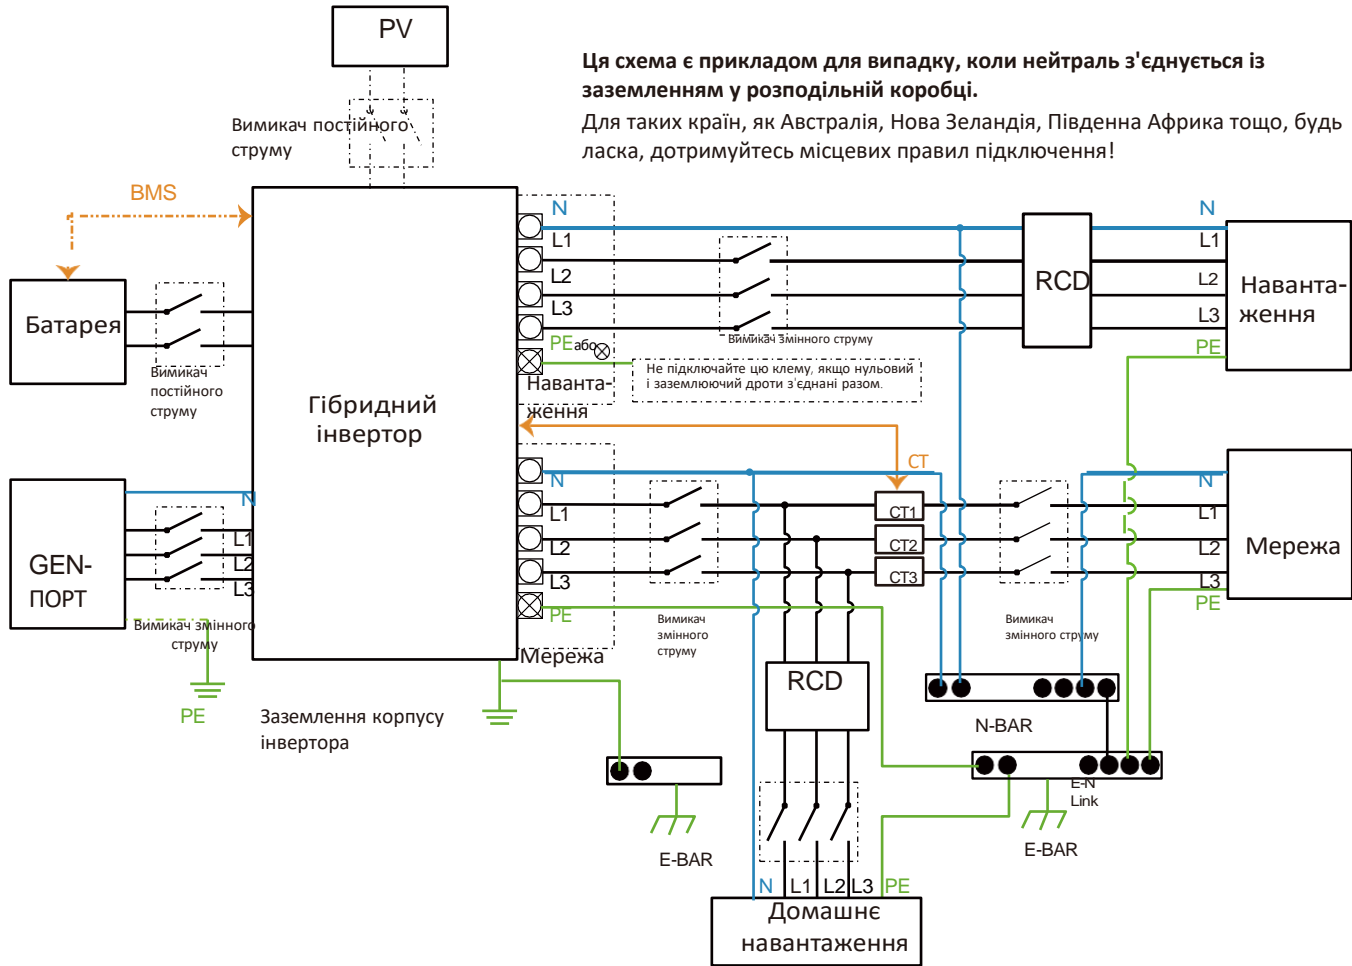 PV
Ця схема є прикладом для випадку, коли нейтраль з'єднується із
заземленням у розподільній коробці.
Для таких країн, як Австралія, Нова Зеландія, Південна Африка тощо, будь
ласка, дотримуйтесь місцевих правил підключення!
Вимикач постійного
струму
BMS
N
L1
L2
L3
PE або
Наванта-
ження
Вимикач змінного струму
Не підключайте цю клему, якщо нульовий
і заземлюючий дроти з'єднані разом.
RCD
N
L1
L2
L3
PE
Наванта-
ження
Батарея
Вимикач
постійного
струму
Гібридний
інвертор
CT
N
L1
L2
L3
PE
Мережа
CT1
CT2
CT3
N
L1
L2
L3
PE
Мережа
GEN-
ПОРТ
N
L1
L2
L3
Вимикач змінного
струму
PE
Заземлення корпусу
інвертора
Вимикач
змінного
струму
Вимикач
змінного струму
RCD
N-BAR
E-N
Link
E-BAR
E-BAR
N
L1
L2
L3
PE
Домашнє
навантаження